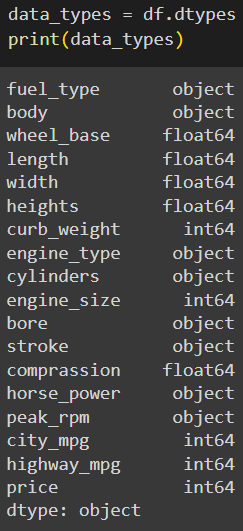 data_types = df.dtypes
print(data_types)
fuel_type object
body object
wheel_base float64
length float64
width float64
heights float64
curb_weight int64
engine_type object
cylinders object
engine_size int64
bore object
stroke object
comprassion float64
horse_power object
peak_rpm object
city_mpg int64
highway_mpg int64
price int64
dtype: object